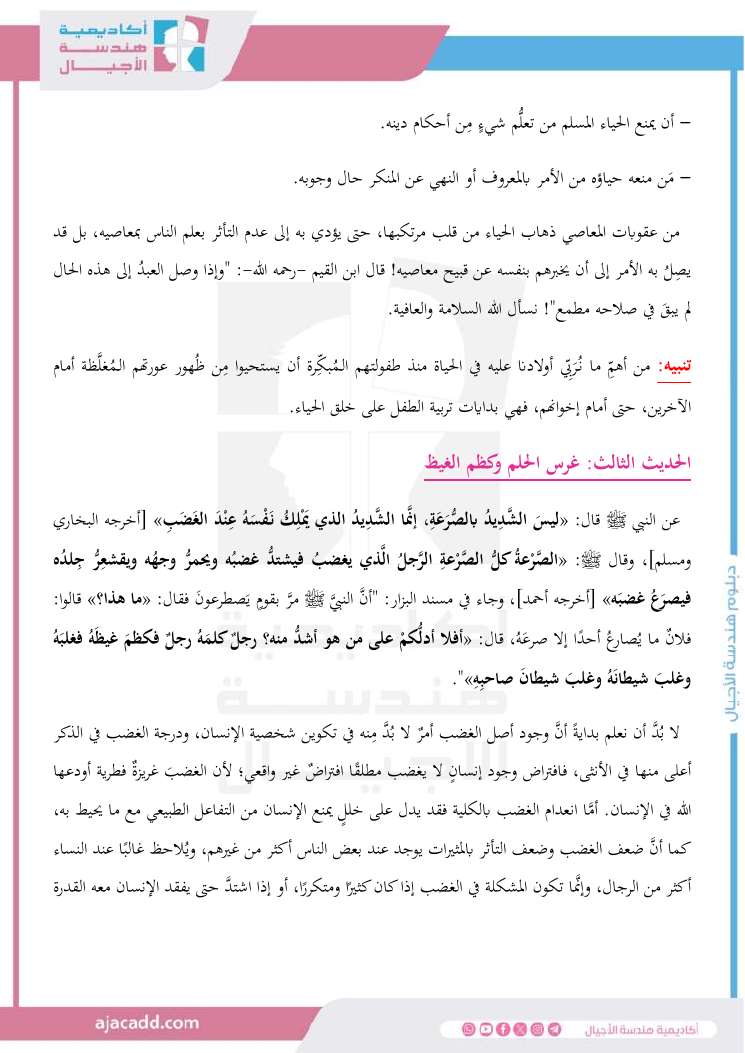 أكاديمية
هندسة
الأجيال
– أن يمنع الحياء المسلم من تعلُّم شيءٍ مِن أحكام دينه.
– مَن منعه حياؤه من الأمر بالمعروف أو النهي عن المنكر حال وجوبه.
من عقوبات المعاصي ذهاب الحياء من قلب مرتكبها، حتى يؤدي به إلى عدم التأثر بعلم الناس بمعاصيه، بل قد
يصِلُ به الأمر إلى أن يخبرهم بنفسه عن قبيح معاصيه! قال ابن القيم –رحمه الله–: "وإذا وصل العبدُ إلى هذه الحال
لم يبقَ في صلاحه مطمع"! نسأل الله السلامة والعافية.
تنبيه: من أهمِّ ما نُرَبِّي أولادنا عليه في الحياة منذ طفولتهم المُبكِّرة أن يستحيوا مِن ظُهور عورتهم المُغلَّظة أمام
الآخرين، حتى أمام إخوانهم، فهي بدايات تربية الطفل على خلق الحياء.
الحديث الثالث: غرس الحلم وكظم الغيظ
عن النبي ﷺ قال: «ليسَ الشَّدِيدُ بالصُّرَعَةِ، إنَّما الشَّدِيدُ الذي يَمْلِكُ نَفْسَهُ عِنْدَ الغَضَبِ» [أخرجه البخاري
ومسلم]، وقال ﷺ: «الصَّرْعةُ كلُّ الصَّرْعةِ الرَّجلُ الَّذي يغضبُ فيشتدُّ غضبُه ويحمرُّ وجهُه ويقشعِرُّ جِلدُه
فيصرَعُ غضبَه» [أخرجه أحمد]، وجاء في مسند البزار: "أنَّ النبيَّ ﷺ مرَّ بقومٍ يَصطرعونَ فقال: «ما هذا؟» قالوا:
فلانٌ ما يُصارعُ أحدًا إلا صرعَهُ، قال: «أفلا أدلُّكمْ على من هو أشدُّ منه؟ رجلٌ كلمَهُ رجلٌ فكظمَ غيظَهُ فغلبَهُ
وغلبَ شيطانَهُ وغلبَ شيطانَ صاحبِهِ»".
لا بُدَّ أن نعلم بدايةً أنَّ وجود أصل الغضب أمرٌ لا بُدَّ مِنه في تكوين شخصية الإنسان، ودرجة الغضب في الذكر
أعلى منها في الأنثى، فافتراض وجود إنسانٍ لا يغضب مطلقًا افتراضٌ غير واقعي؛ لأن الغضبَ غريزةٌ فطرية أودعها
الله في الإنسان. أمَّا انعدام الغضب بالكلية فقد يدل على خللٍ يمنع الإنسان من التفاعل الطبيعي مع ما يحيط به،
كما أنَّ ضعف الغضب وضعف التأثر بالمثيرات يوجد عند بعض الناس أكثر من غيرهم، ويُلاحظ غالبًا عند النساء
أكثر من الرجال، وإنَّما تكون المشكلة في الغضب إذا كان كثيرًا ومتكررًا، أو إذا اشتدَّ حتى يفقد الإنسان معه القدرة
دبلوم هندسة الأجيال
أكاديمية هندسة الأجيال
ajacadd.com